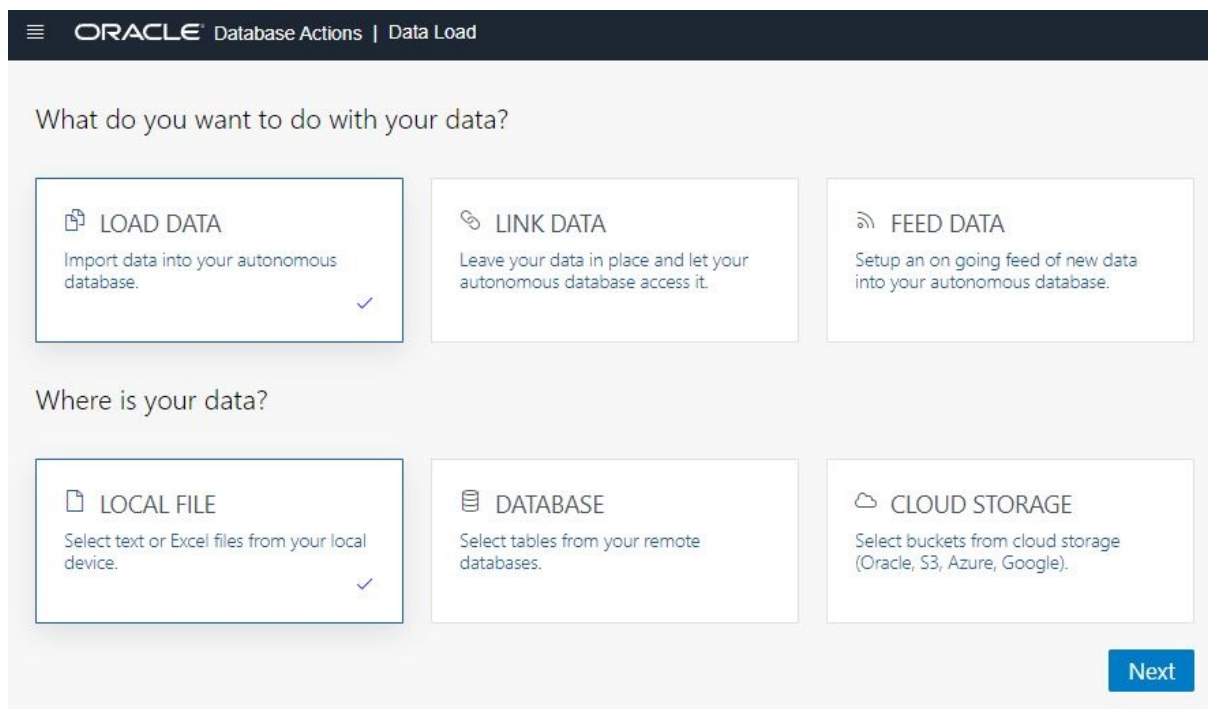 ORACLE Database Actions | Data Load
What do you want to do with your data?
LOAD DATA
Import data into your autonomous
database.
LINK DATA
Leave your data in place and let your
autonomous database access it.
FEED DATA
Setup an on going feed of new data
into your autonomous database.
Where is your data?
LOCAL FILE
Select text or Excel files from your local
device.
DATABASE
Select tables from your remote
databases.
CLOUD STORAGE
Select buckets from cloud storage
(Oracle, S3, Azure, Google).
Next